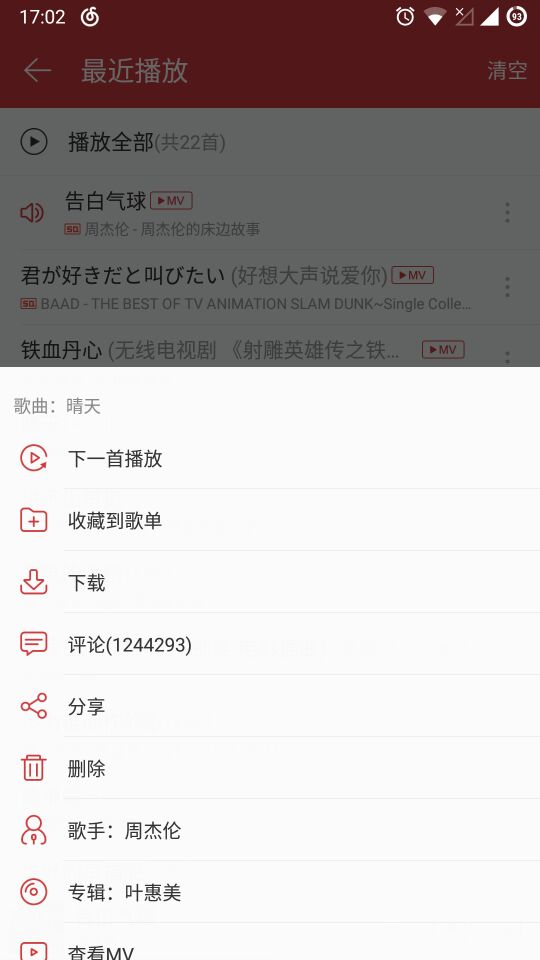 17:02
93
最近播放
清空
播放全部(共22首)
告白气球 MV
SQ 周杰伦 - 周杰伦的床边故事
君が好きだと叫びたい (好想大声说爱你) MV
SQ BAAD - THE BEST OF TV ANIMATION SLAM DUNK~Single Colle...
铁血丹心 (无线电视剧 《射雕英雄传之铁... MV
歌曲：晴天
下一首播放
收藏到歌单
下载
评论(1244293)
分享
删除
歌手：周杰伦
专辑：叶惠美
查看MV